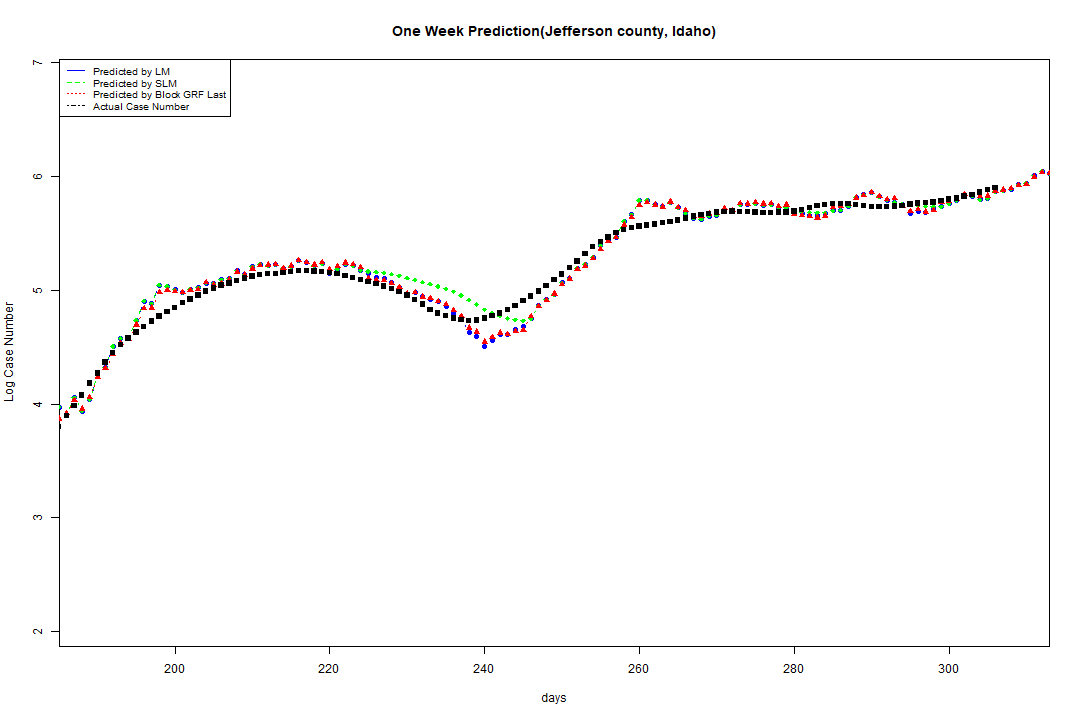 One Week Prediction(Jefferson county, Idaho)
Predicted by LM
Predicted by SLM
Predicted by Block GRF Last
Actual Case Number
7
6
5
4
3
2
Log Case Number
200 220 240 260 280 300
days